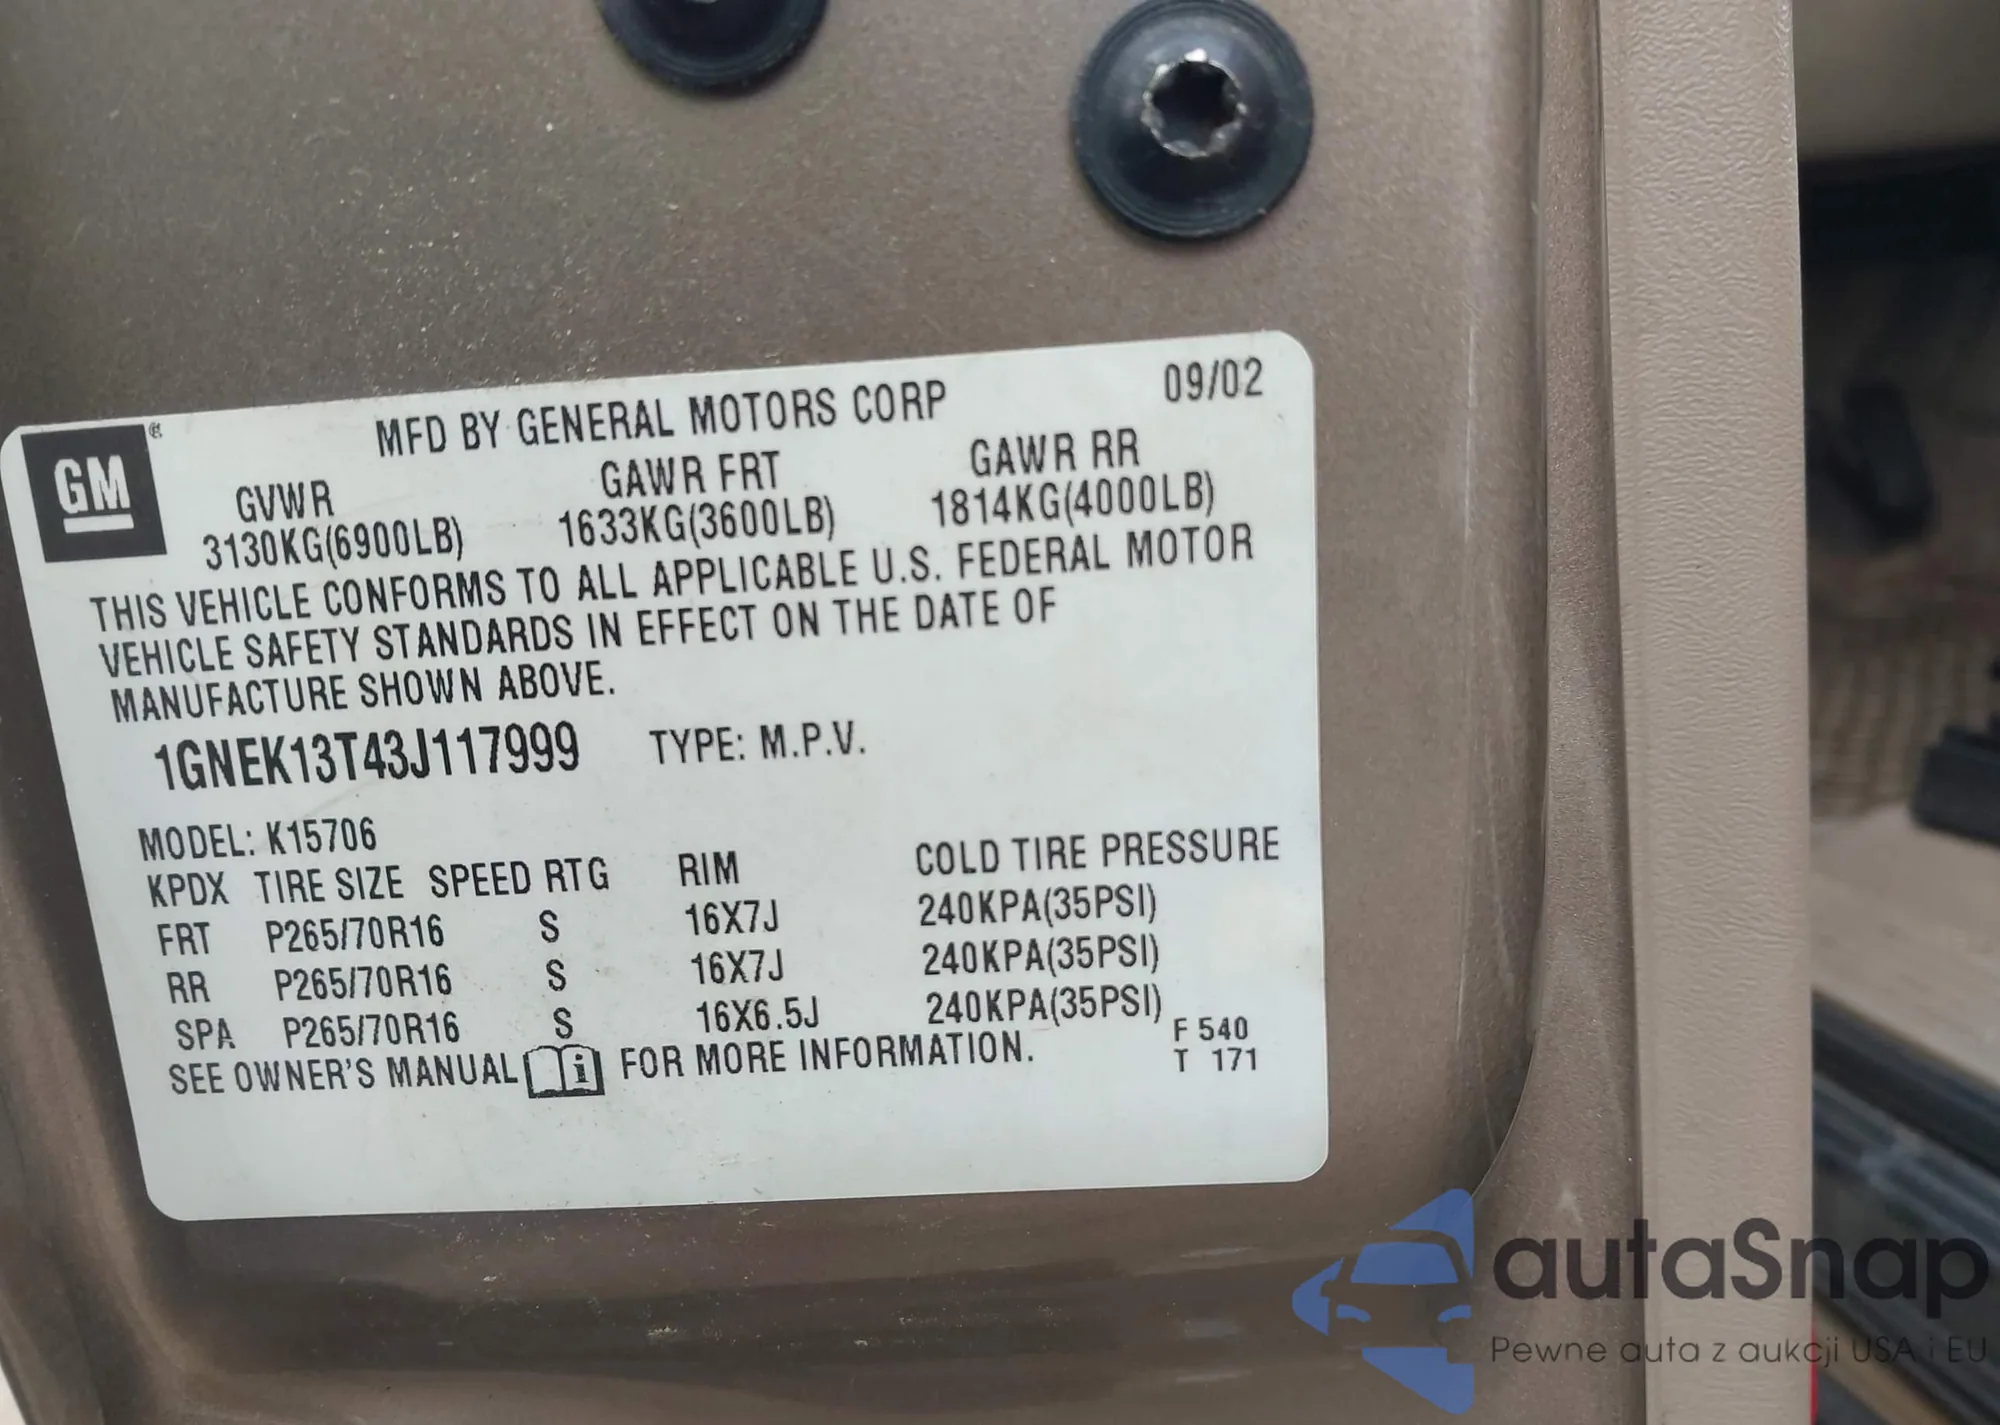 MFD BY GENERAL MOTORS CORP 09/02
GM
®
GVWR GAWR FRT GAWR RR
3130KG(6900LB) 1633KG(3600LB) 1814KG(4000LB)
THIS VEHICLE CONFORMS TO ALL APPLICABLE U.S. FEDERAL MOTOR
VEHICLE SAFETY STANDARDS IN EFFECT ON THE DATE OF
MANUFACTURE SHOWN ABOVE.
1GNEK13T43J117999 TYPE: M.P.V.
MODEL: K15706
KPDX TIRE SIZE SPEED RTG RIM COLD TIRE PRESSURE
FRT P265/70R16 S 16X7J 240KPA(35PSI)
RR P265/70R16 S 16X7J 240KPA(35PSI)
SPA P265/70R16 S 16X6.5J 240KPA(35PSI)
SEE OWNER'S MANUAL i FOR MORE INFORMATION.
F 540
T 171
autaSnap
Pewne auta z aukcji USA i EU